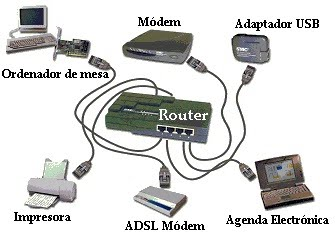 Módem
Adaptador USB
Ordenador de mesa
Router
Impresora
ADSL Módem
Agenda Electrónica